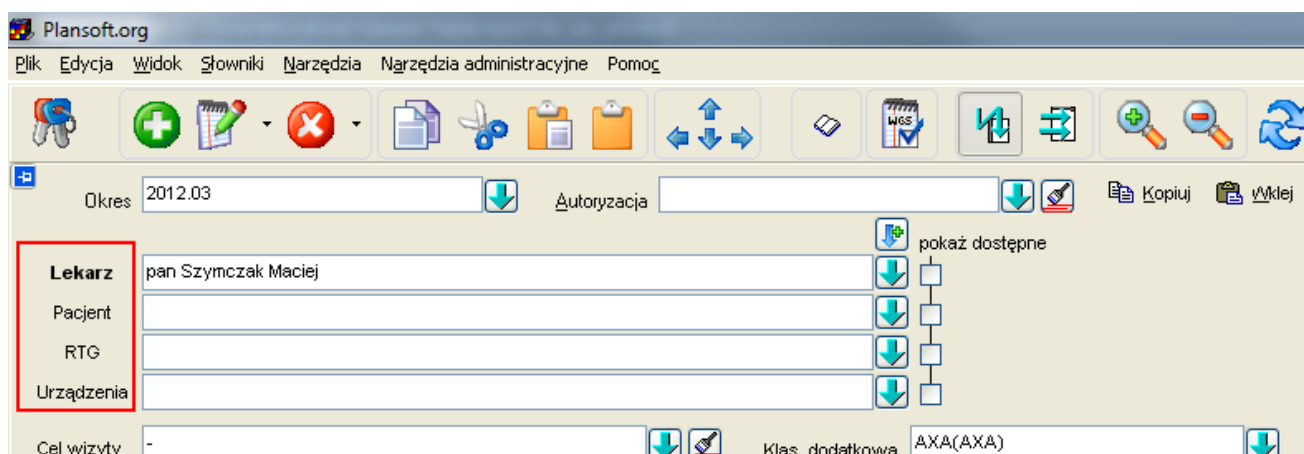 Plansoft.org
Plik Edycja Widok Słowniki Narzędzia Narzędzia administracyjne Pomoc
WGS
Okres 2012.03 Autoryzacja Kopiuj Wklej
pokaż dostępne
Lekarz pan Szymczak Maciej
Pacjent
RTG
Urządzenia
Cel wizyty - Klas. dodatkowa AXA(AXA)